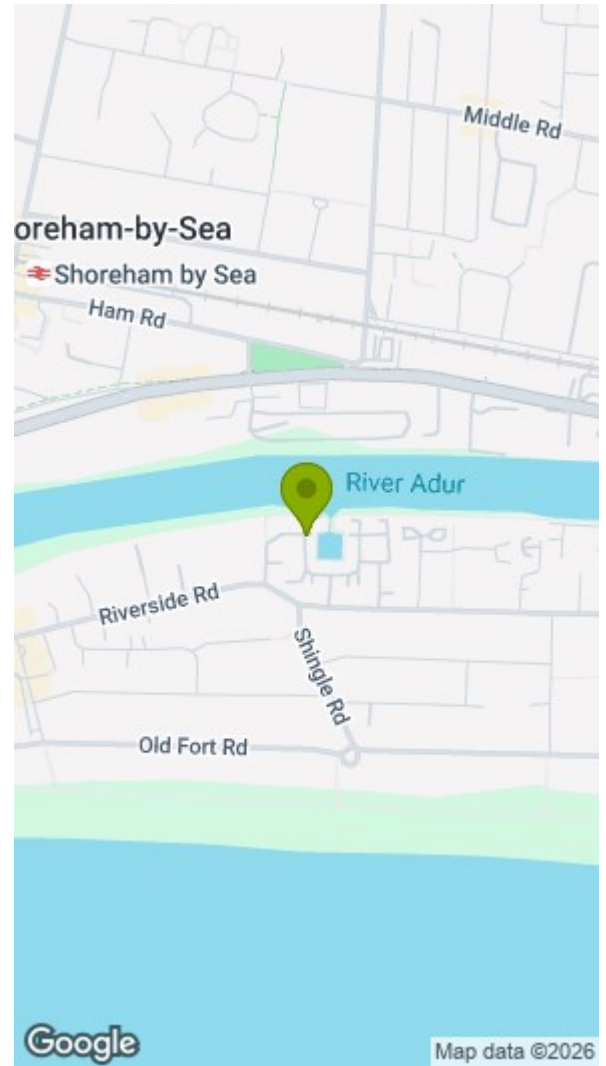 Middle Rd
oreham-by-Sea
Shoreham by Sea
Ham Rd
River Adur
Riverside Rd
Shingle Rd
Old Fort Rd
Google
Map data ©2026